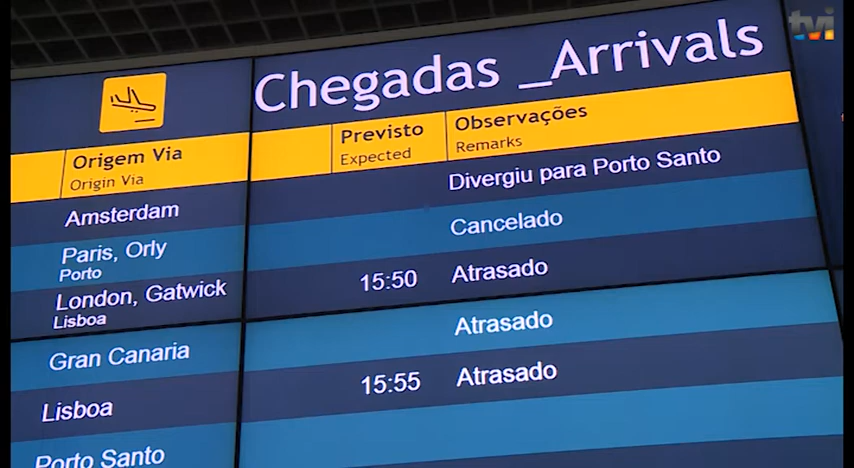 tvi
Chegadas _Arrivals
Origem Via
Origin Via
Previsto
Expected
Observações
Remarks
Amsterdam
Divergiu para Porto Santo
Paris, Orly
Porto
Cancelado
London, Gatwick
Lisboa
15:50
Atrasado
Gran Canaria
Atrasado
Lisboa
15:55
Atrasado
Porto Santo